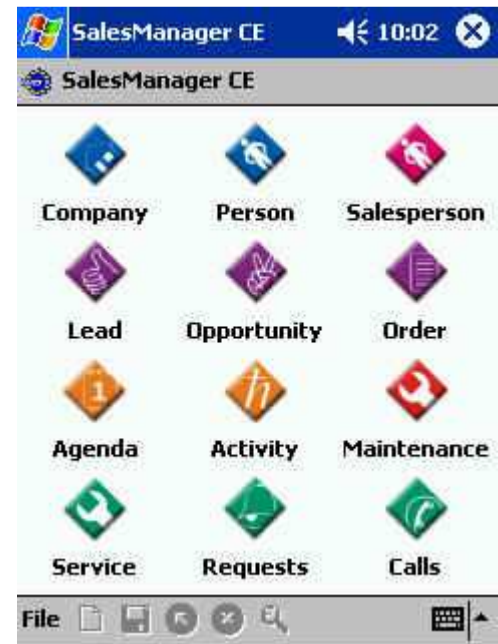 SalesManager CE 10:02
SalesManager CE
Company Person Salesperson
Lead Opportunity Order
1
Agenda Activity Maintenance
Service Requests Calls
File